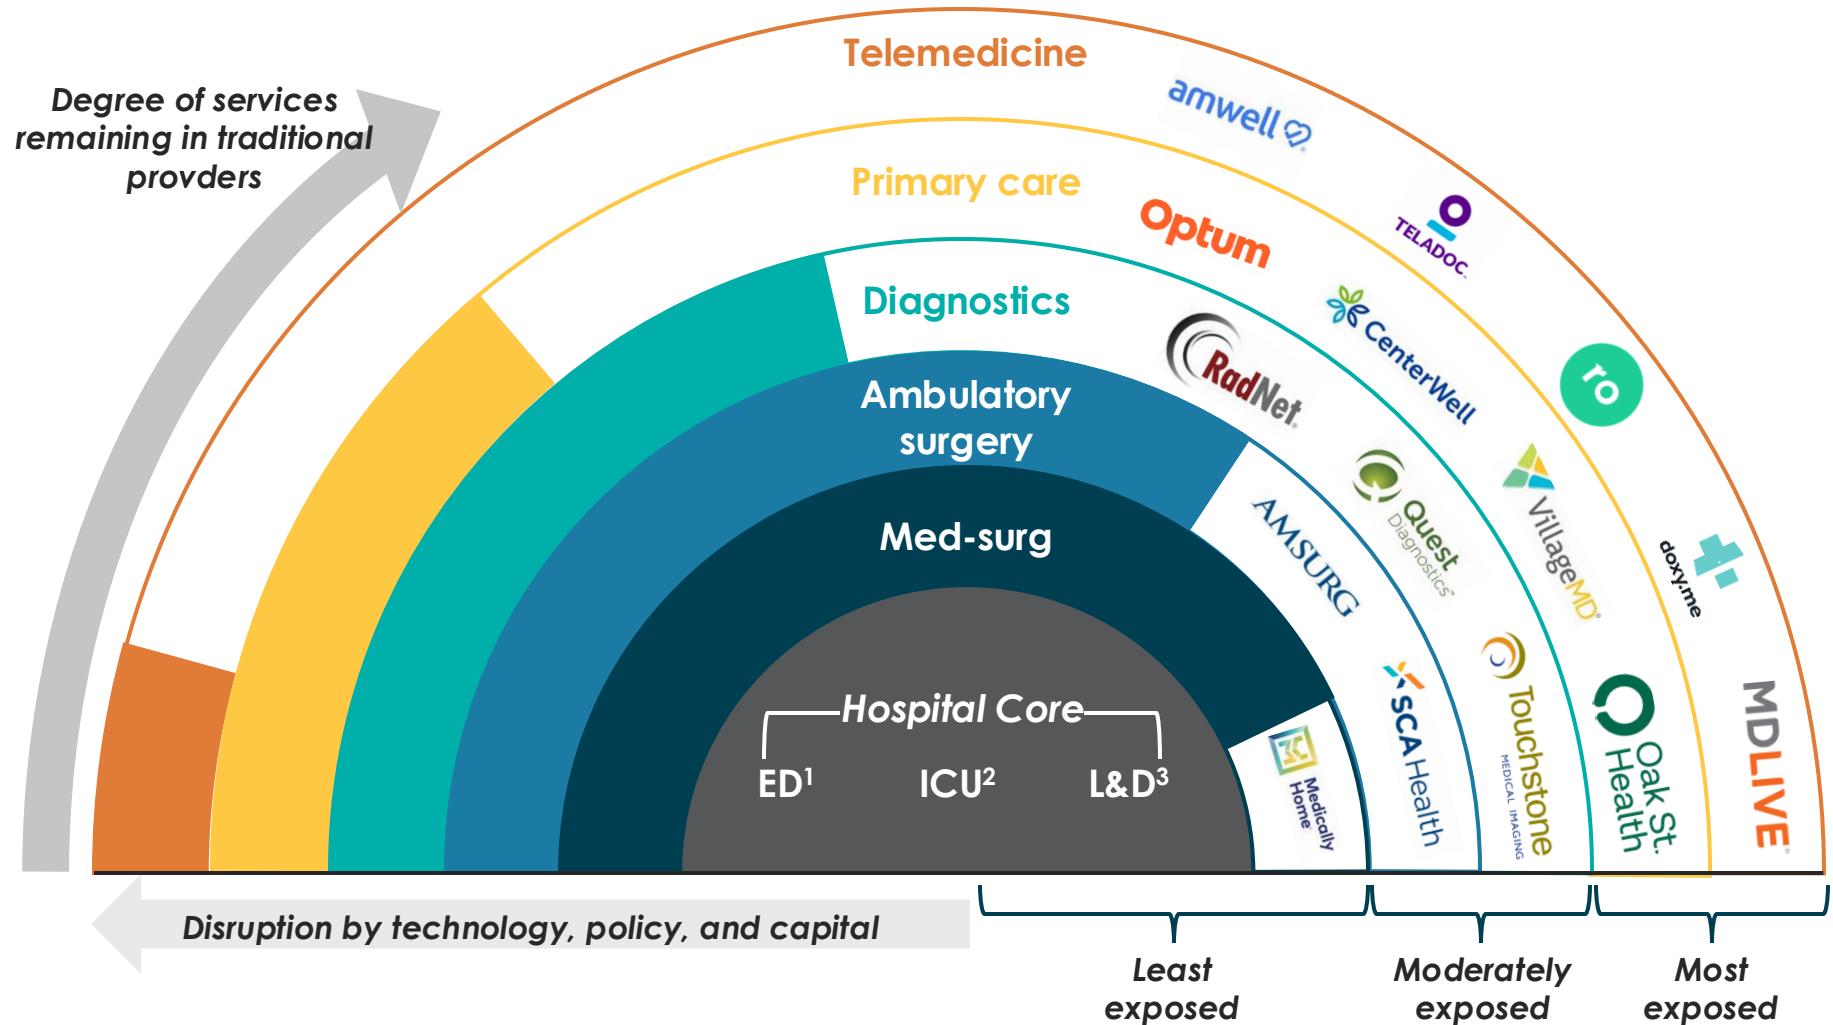 Telemedicine
Degree of services
remaining in traditional
provders
amwell
Primary care
Optum
TELADOC™
Diagnostics
CenterWell
RadNet®
ro
Ambulatory
surgery
Quest
Diagnostics™
VillageMD®
AMSURG
doxy.me
Med-surg
Hospital Core
ED¹
ICU²
L&D³
Medically
Home
SCA Health
Touchstone
MEDICAL IMAGING
Oak St.
Health
MDLIVE®
Disruption by technology, policy, and capital
Least
exposed
Moderately
exposed
Most
exposed